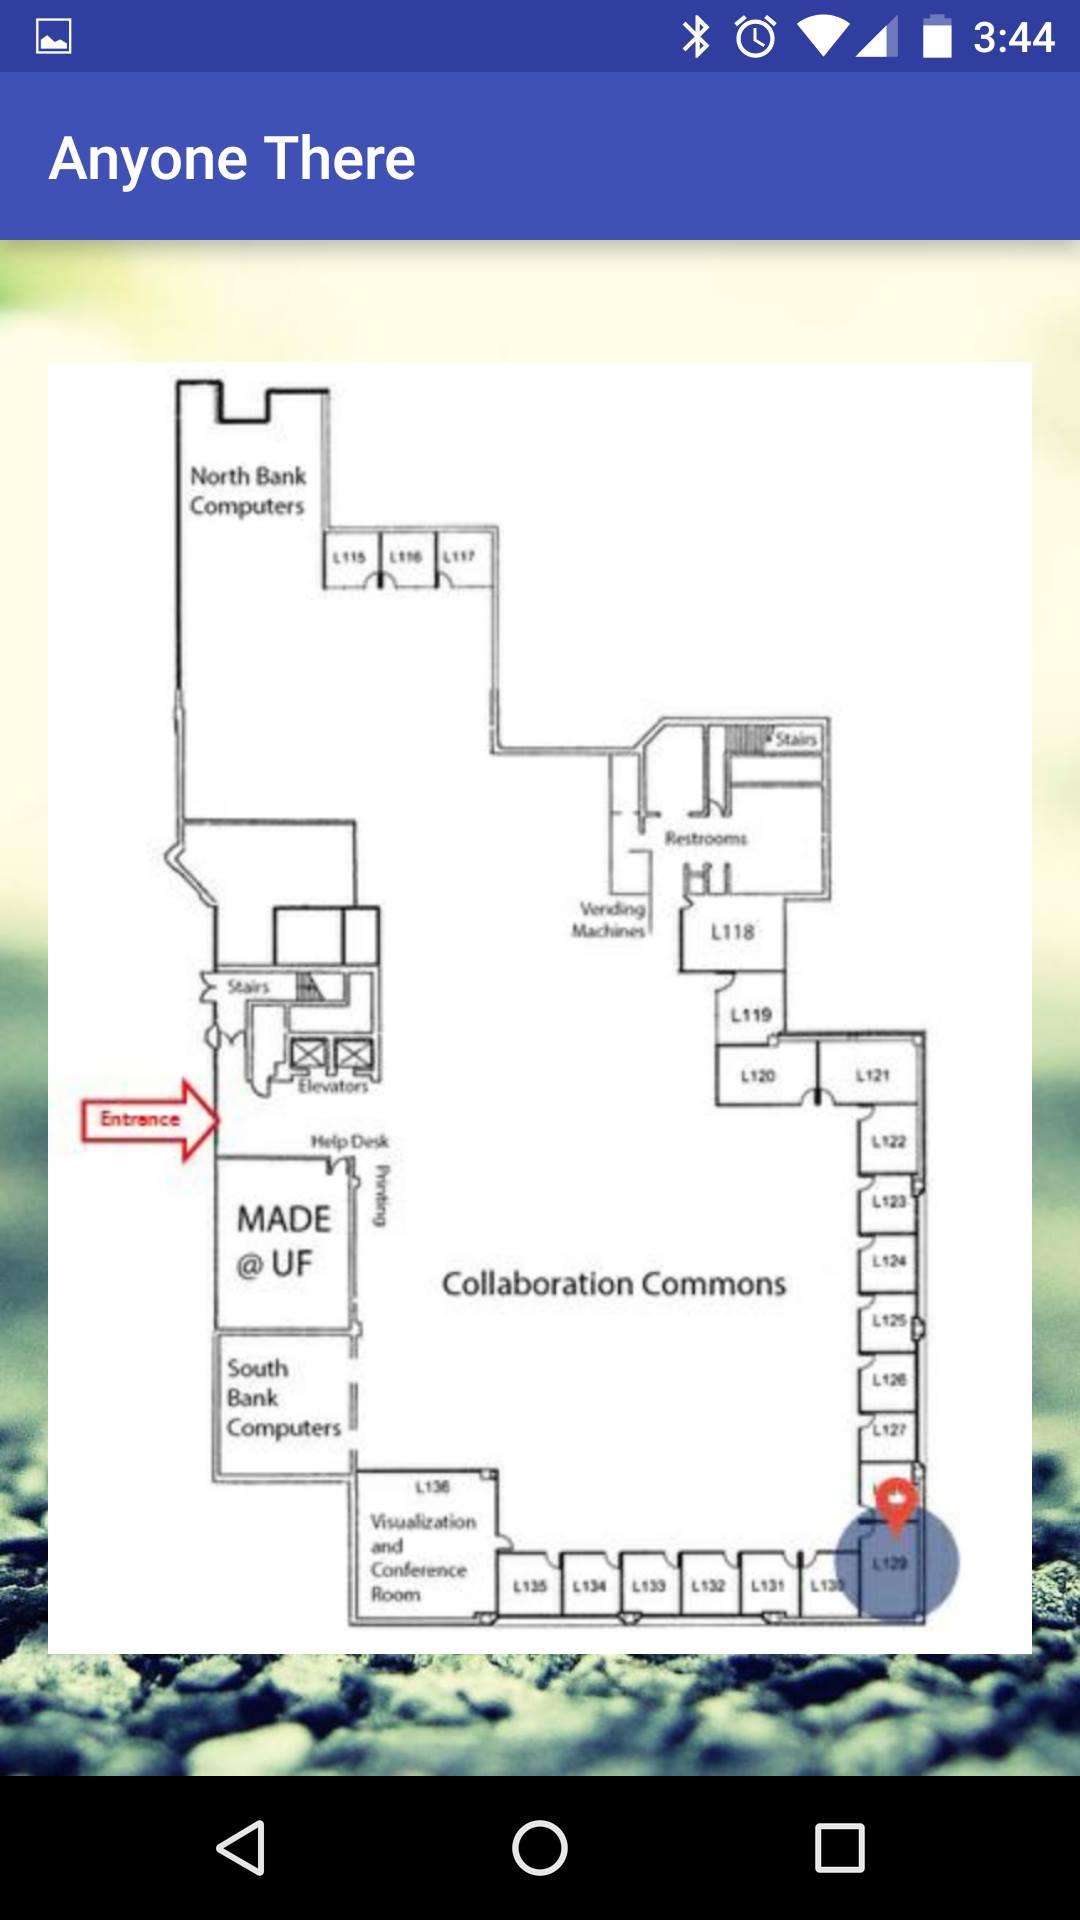 3:44
Anyone There
North Bank
Computers
L115 L116 L117
Stairs
Restrooms
Vending
Machines
L118
Stairs
L119
L120 L121
Elevators
Entrance
Help Desk
L122
Printing
MADE
@ UF
L123
L124
Collaboration Commons
L125
South
Bank
Computers
L126
L127
L136
Visualization
and
Conference
Room
L129
L135 L134 L133 L132 L131 L130